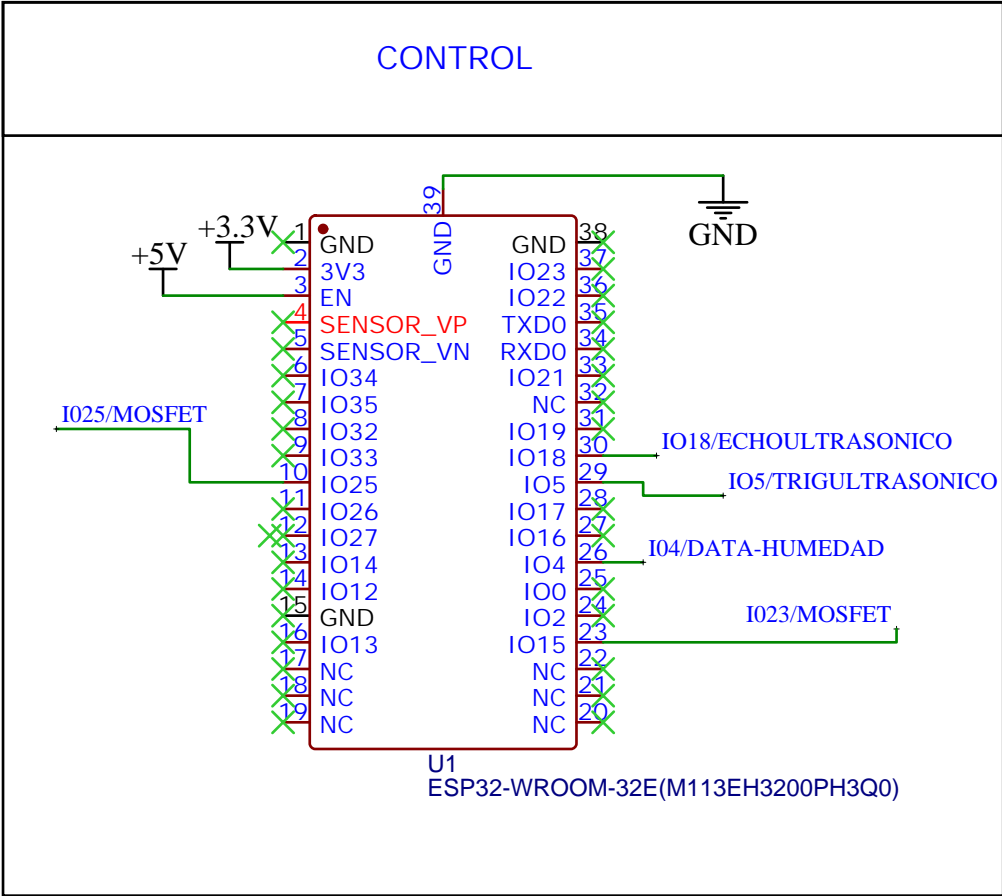 CONTROL
39
GND
GND
+3.3V
+5V
1
GND
2
3V3
3
EN
4
SENSOR_VP
5
SENSOR_VN
6
IO34
7
IO35
8
IO32
9
IO33
I025/MOSFET
10
IO25
11
IO26
12
IO27
13
IO14
14
IO12
15
GND
16
IO13
17
NC
18
NC
19
NC
38
GND
37
IO23
36
IO22
35
TXD0
34
RXD0
33
IO21
32
NC
31
IO19
30
IO18
IO18/ECHOULTRASONICO
29
IO5
IO5/TRIGULTRASONICO
28
IO17
27
IO16
26
IO4
I04/DATA-HUMEDAD
25
IO0
24
IO2
23
IO15
I023/MOSFET
22
NC
21
NC
20
NC
U1
ESP32-WROOM-32E(M113EH3200PH3Q0)